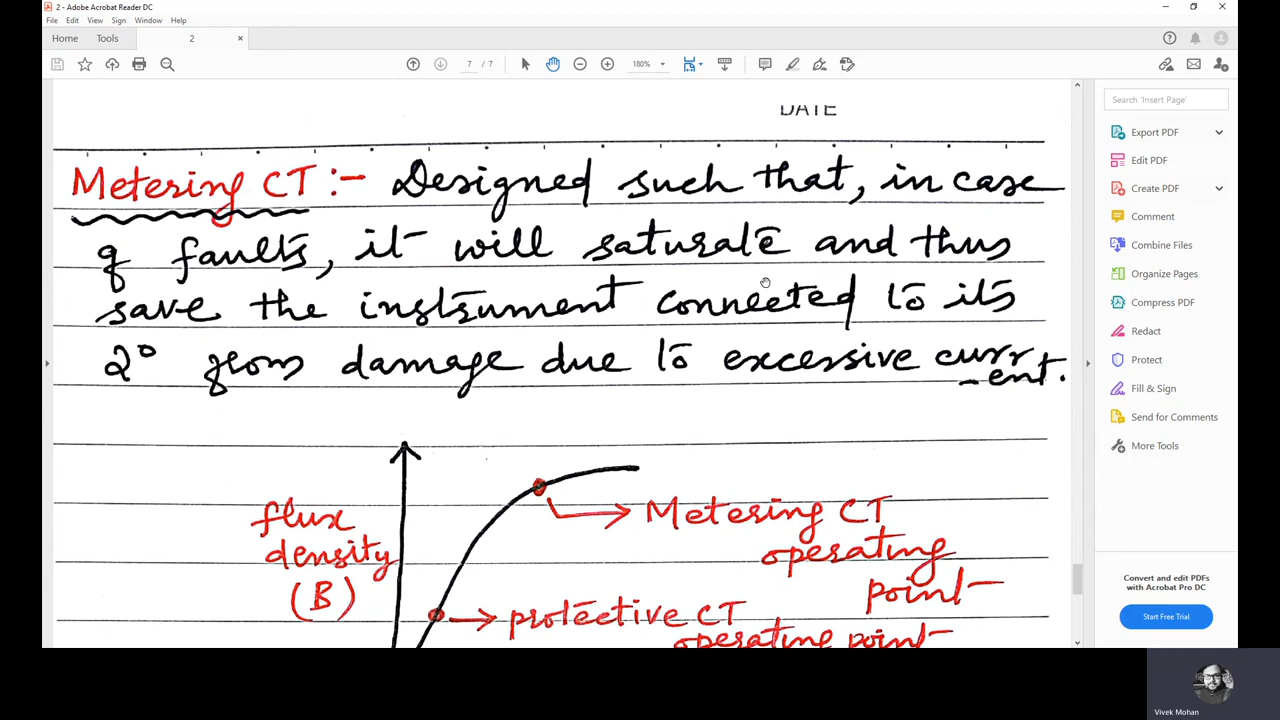 2 - Adobe Acrobat Reader DC
File Edit View Sign Window Help
Home Tools 2 ×
7 / 7 180%
DATE
Search 'Insert Page'
Export PDF
Edit PDF
Create PDF
Comment
Combine Files
Organize Pages
Compress PDF
Redact
Protect
Fill & Sign
Send for Comments
More Tools
Convert and edit PDFs
with Acrobat Pro DC
Start Free Trial
Metering CT :- Designed such that, in case
of faults, it will saturate and thus
save the instrument connected to its
2° from damage due to excessive curr
-ent.
flux
density
(B)
Metering CT
operating
point
protective CT
operating point
Vivek Mohan